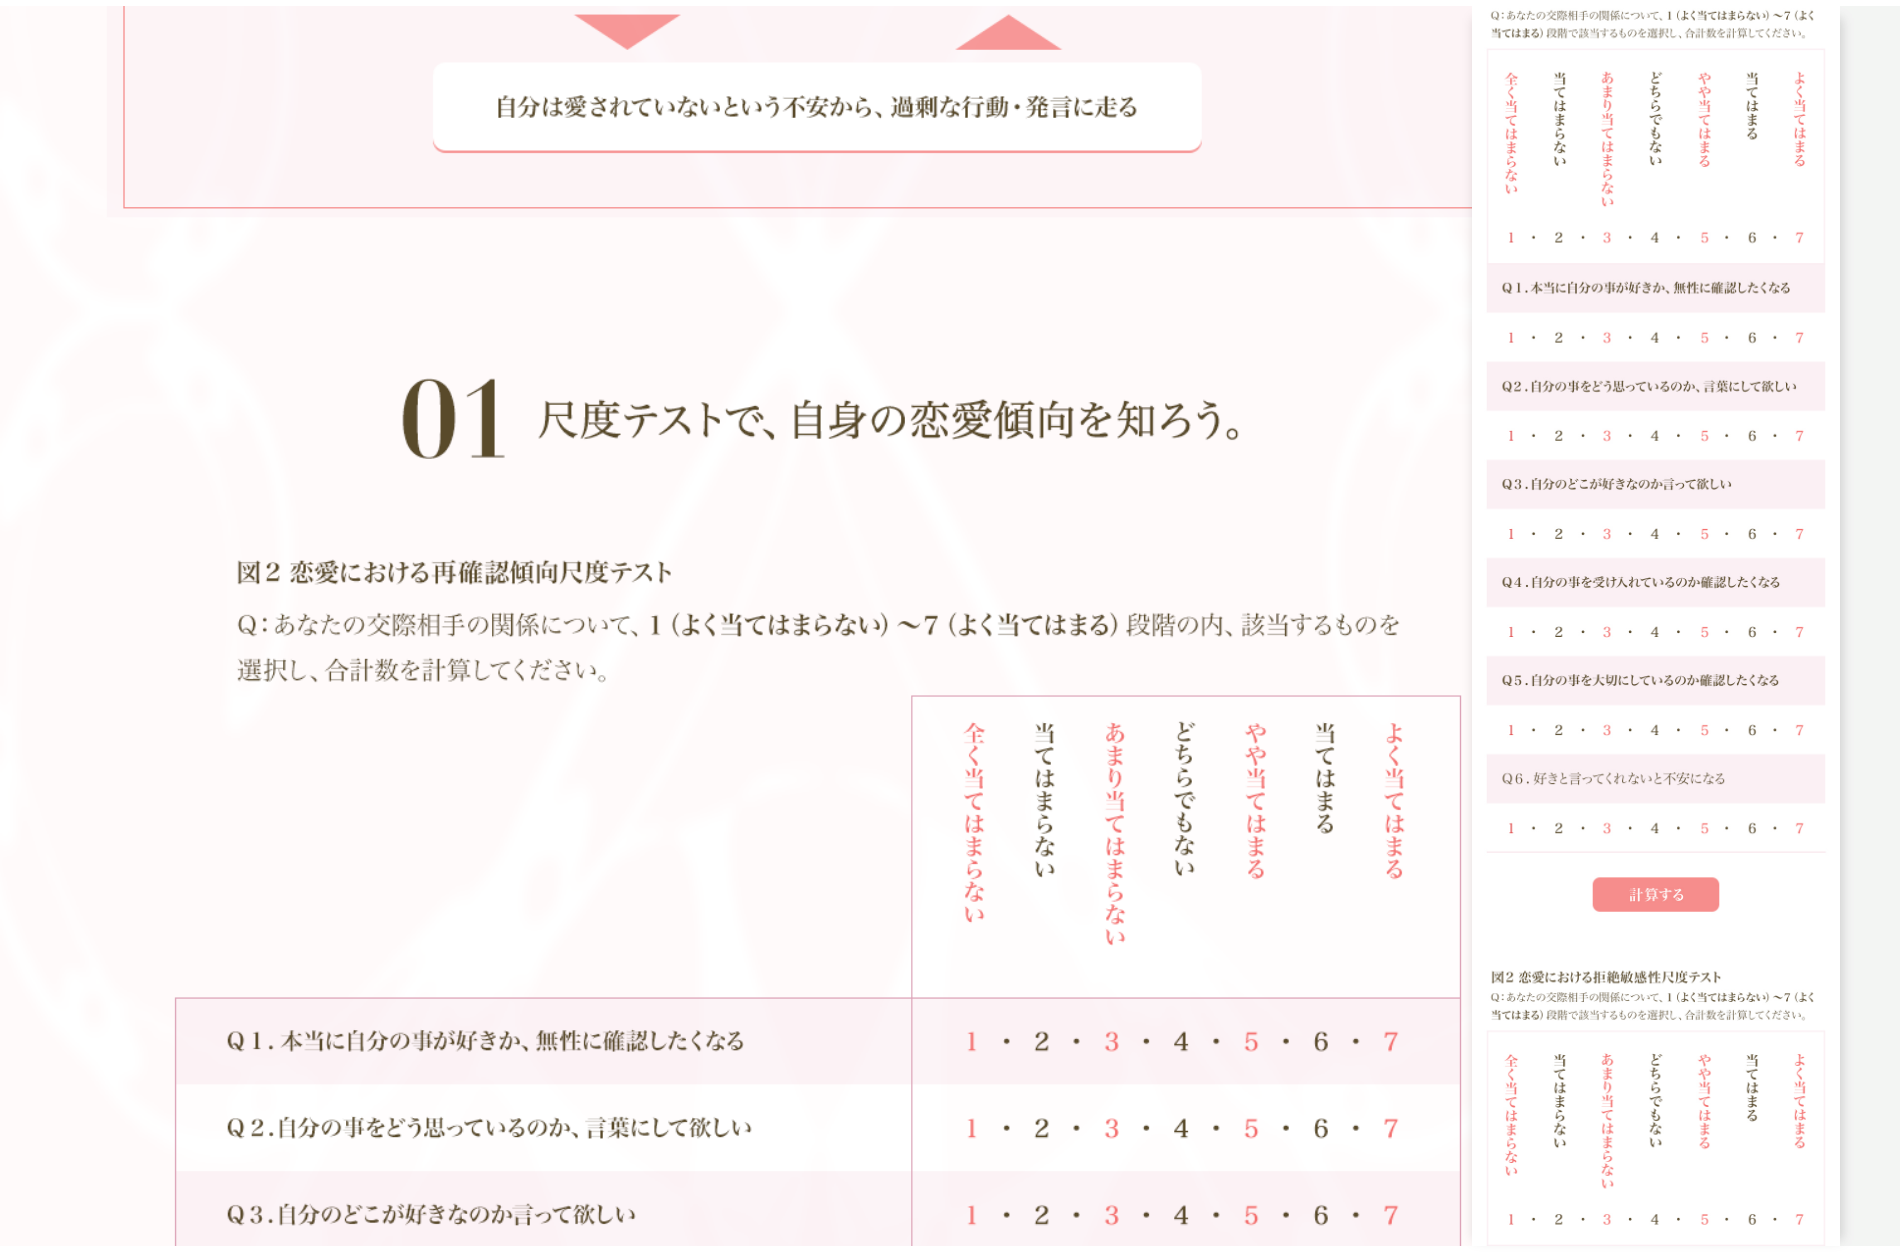 自分は愛されていないという不安から、過剰な行動・発言に走る
01 尺度テストで、自身の恋愛傾向を知ろう。
図2 恋愛における再確認傾向尺度テスト
Q：あなたの交際相手の関係について、1（よく当てはまらない）〜7（よく当てはまる）段階の内、該当するものを
選択し、合計数を計算してください。
全く当てはまらない
当てはまらない
あまり当てはまらない
どちらでもない
やや当てはまる
当てはまる
よく当てはまる
Q1. 本当に自分の事が好きか、無性に確認したくなる 1 ・ 2 ・ 3 ・ 4 ・ 5 ・ 6 ・ 7
Q2.自分の事をどう思っているのか、言葉にして欲しい 1 ・ 2 ・ 3 ・ 4 ・ 5 ・ 6 ・ 7
Q3.自分のどこが好きなのか言って欲しい 1 ・ 2 ・ 3 ・ 4 ・ 5 ・ 6 ・ 7
Q：あなたの交際相手の関係について、1（よく当てはまらない）〜7（よく
当てはまる）段階で該当するものを選択し、合計数を計算してください。
全く当てはまらない
当てはまらない
あまり当てはまらない
どちらでもない
やや当てはまる
当てはまる
よく当てはまる
1 ・ 2 ・ 3 ・ 4 ・ 5 ・ 6 ・ 7
Q1.本当に自分の事が好きか、無性に確認したくなる
1 ・ 2 ・ 3 ・ 4 ・ 5 ・ 6 ・ 7
Q2.自分の事をどう思っているのか、言葉にして欲しい
1 ・ 2 ・ 3 ・ 4 ・ 5 ・ 6 ・ 7
Q3.自分のどこが好きなのか言って欲しい
1 ・ 2 ・ 3 ・ 4 ・ 5 ・ 6 ・ 7
Q4.自分の事を受け入れているのか確認したくなる
1 ・ 2 ・ 3 ・ 4 ・ 5 ・ 6 ・ 7
Q5.自分の事を大切にしているのか確認したくなる
1 ・ 2 ・ 3 ・ 4 ・ 5 ・ 6 ・ 7
Q6.好きと言ってくれないと不安になる
1 ・ 2 ・ 3 ・ 4 ・ 5 ・ 6 ・ 7
計算する
図2 恋愛における拒絶敏感性尺度テスト
Q：あなたの交際相手の関係について、1（よく当てはまらない）〜7（よく
当てはまる）段階で該当するものを選択し、合計数を計算してください。
全く当てはまらない
当てはまらない
あまり当てはまらない
どちらでもない
やや当てはまる
当てはまる
よく当てはまる
1 ・ 2 ・ 3 ・ 4 ・ 5 ・ 6 ・ 7